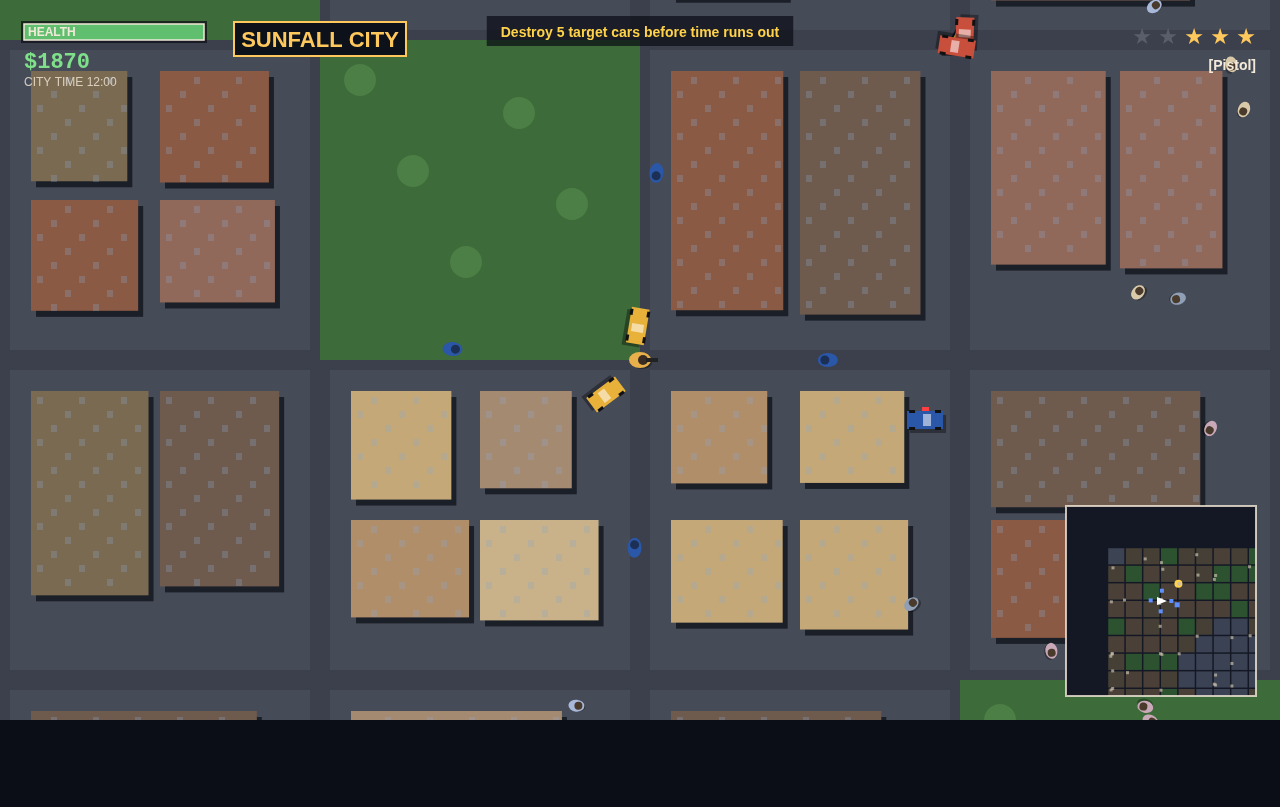 HEALTH
SUNFALL CITY
Destroy 5 target cars before time runs out
$1870
[Pistol]
CITY TIME 12:00